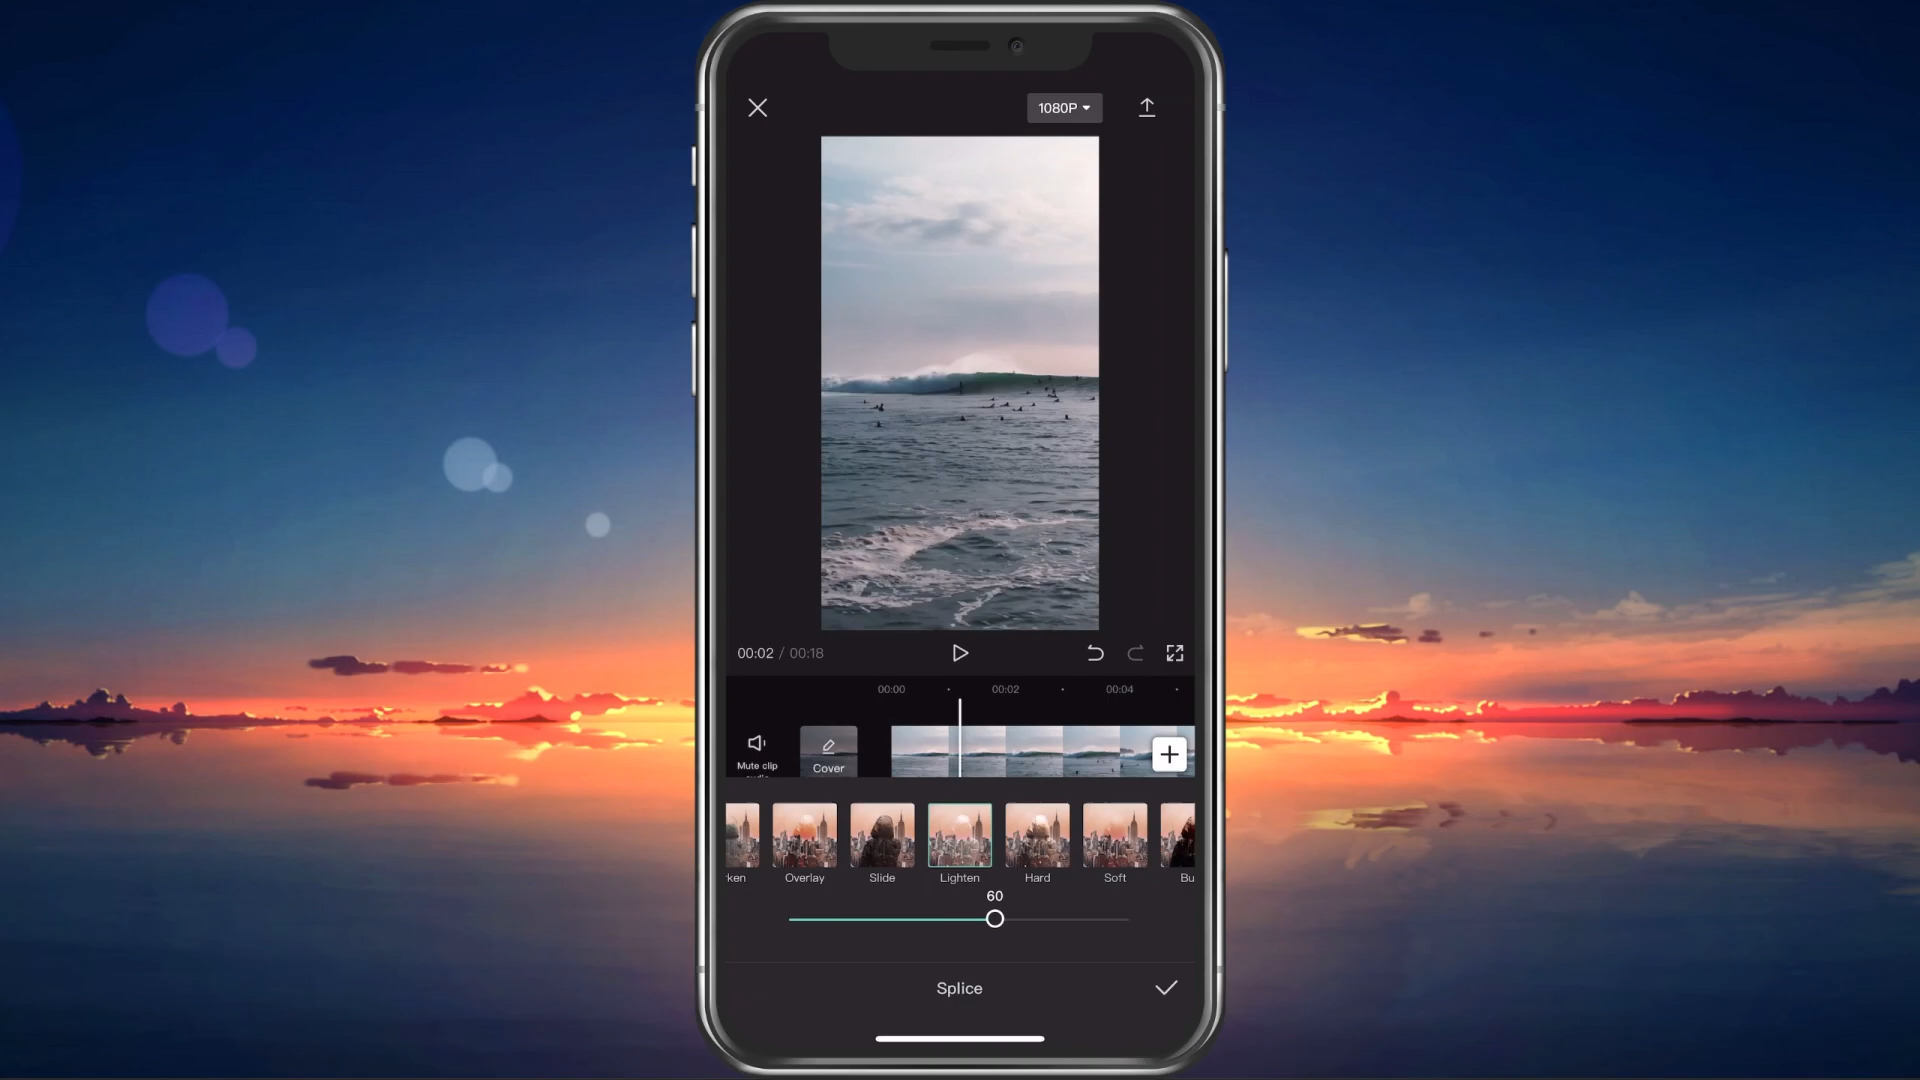 1080P
00:02 / 00:18
00:00 00:02 00:04
Mute clip
Cover
ken Overlay Slide Lighten Hard Soft Bu
60
Splice